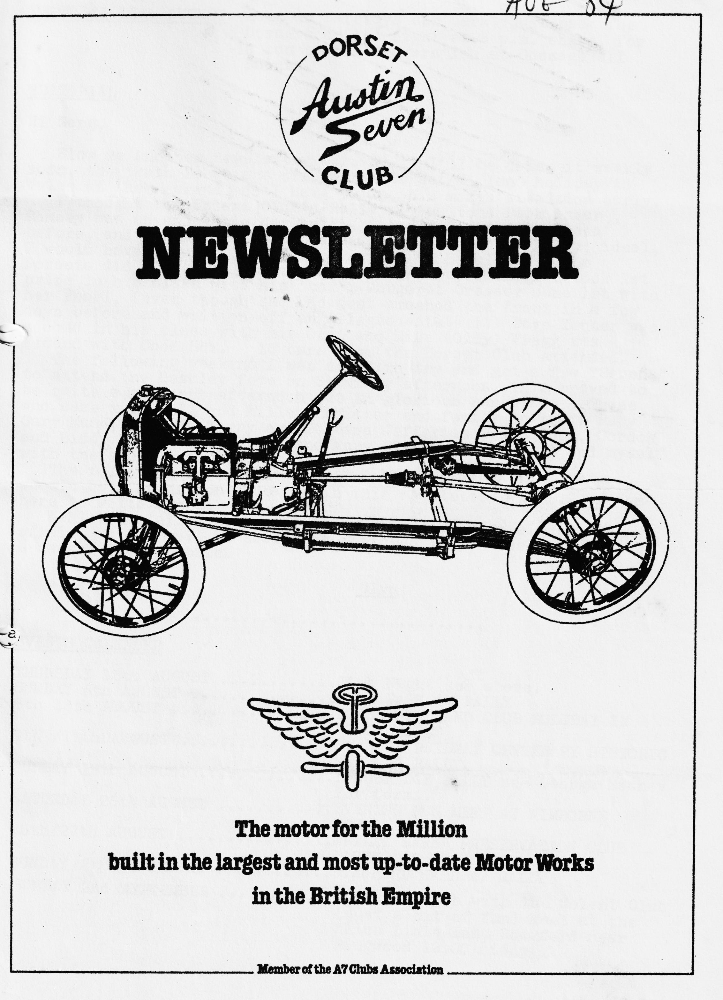 AUG 84
DORSET
Austin
Seven
CLUB
NEWSLETTER
The motor for the Million
built in the largest and most up-to-date Motor Works
in the British Empire
Member of the A7 Clubs Association